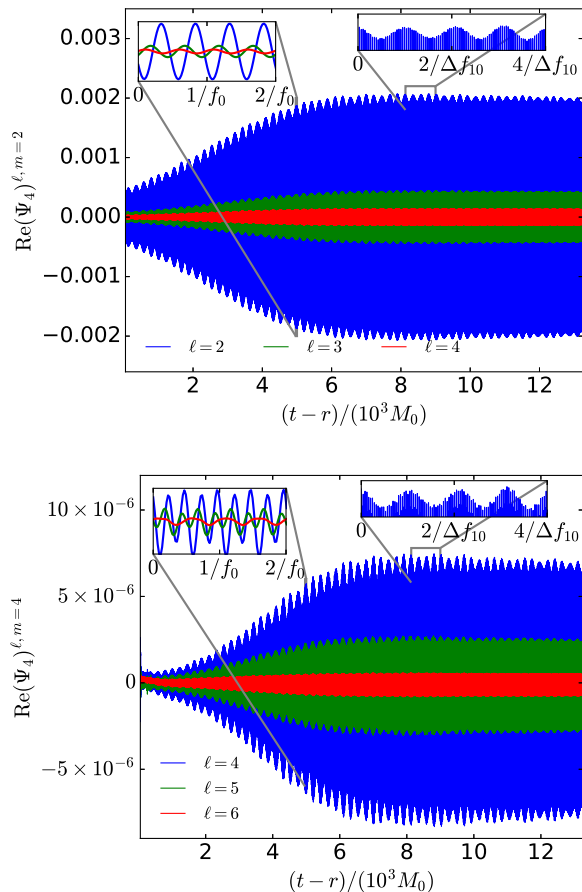 0.003
0.002
0.001
0.000
−0.001
−0.002
Re(Ψ₄)^{ℓ,m=2}
0 1/f₀ 2/f₀
0 2/Δf₁₀ 4/Δf₁₀
ℓ=2 ℓ=3 ℓ=4
2 4 6 8 10 12
(t−r)/(10³M₀)
10 × 10⁻⁶
5 × 10⁻⁶
0
−5 × 10⁻⁶
Re(Ψ₄)^{ℓ,m=4}
0 1/f₀ 2/f₀
0 2/Δf₁₀ 4/Δf₁₀
ℓ=4
ℓ=5
ℓ=6
2 4 6 8 10 12
(t−r)/(10³M₀)